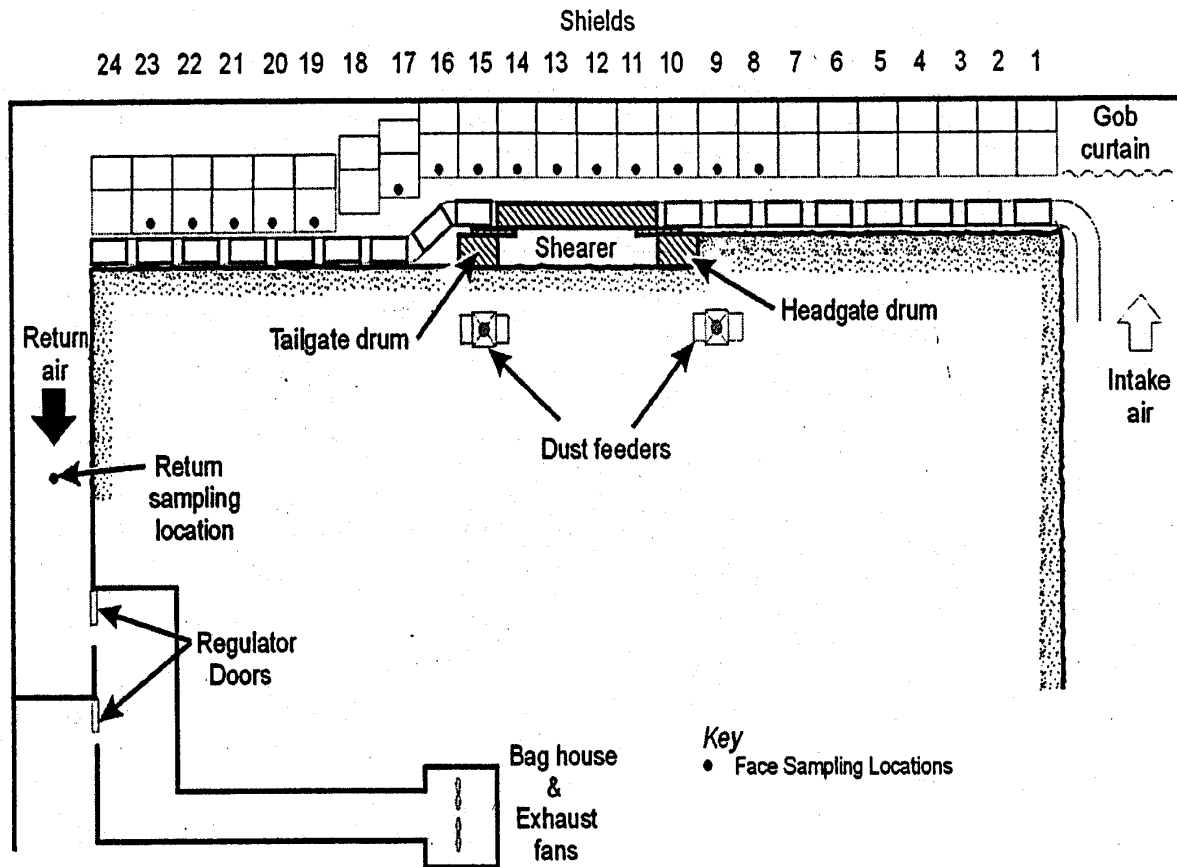 Shields
24 23 22 21 20 19 18 17 16 15 14 13 12 11 10 9 8 7 6 5 4 3 2 1
Gob
curtain
Shearer
Tailgate drum
Headgate drum
Return
air
Intake
air
Dust feeders
Return
sampling
location
Regulator
Doors
Bag house
&
Exhaust
fans
Key
Face Sampling Locations